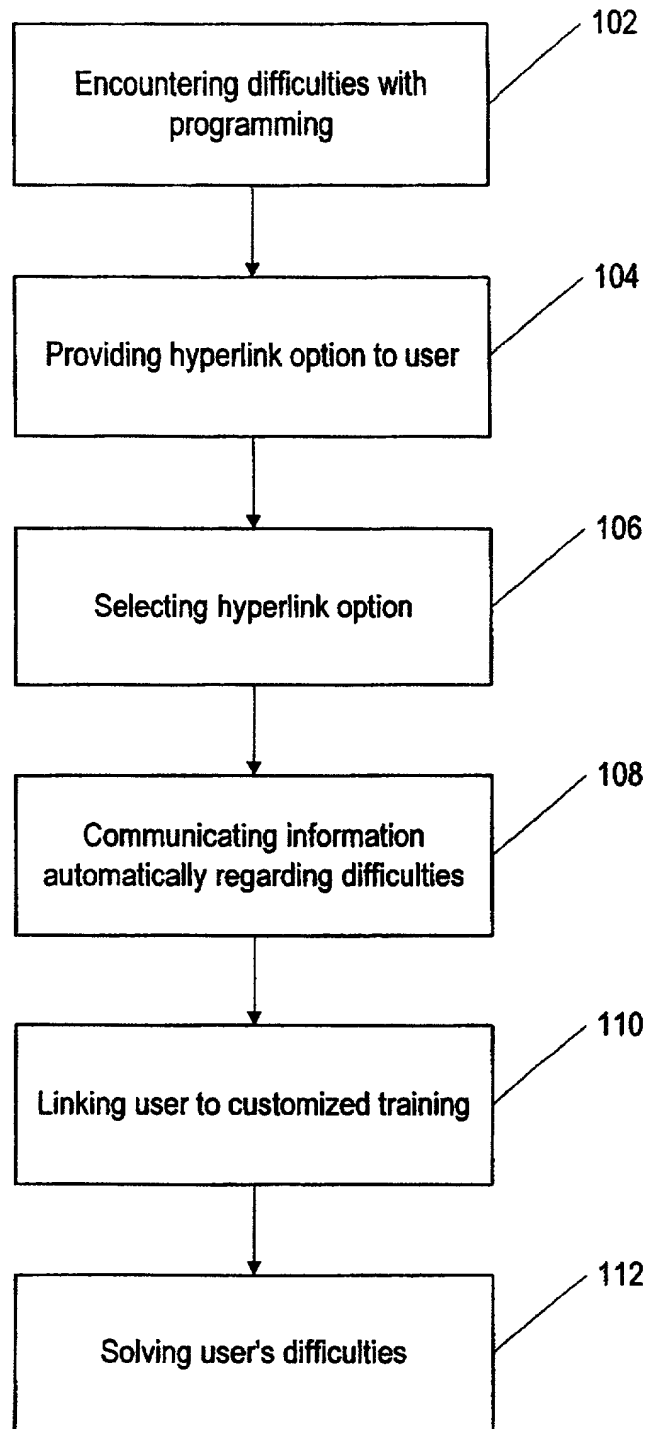 102
Encountering difficulties with
programming
104
Providing hyperlink option to user
106
Selecting hyperlink option
108
Communicating information
automatically regarding difficulties
110
Linking user to customized training
112
Solving user's difficulties